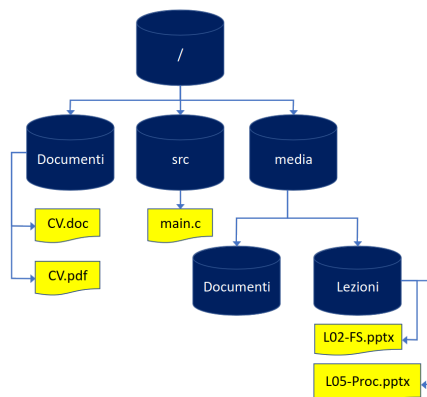 /
Documenti
src
media
CV.doc
main.c
CV.pdf
Documenti
Lezioni
L02-FS.pptx
L05-Proc.pptx